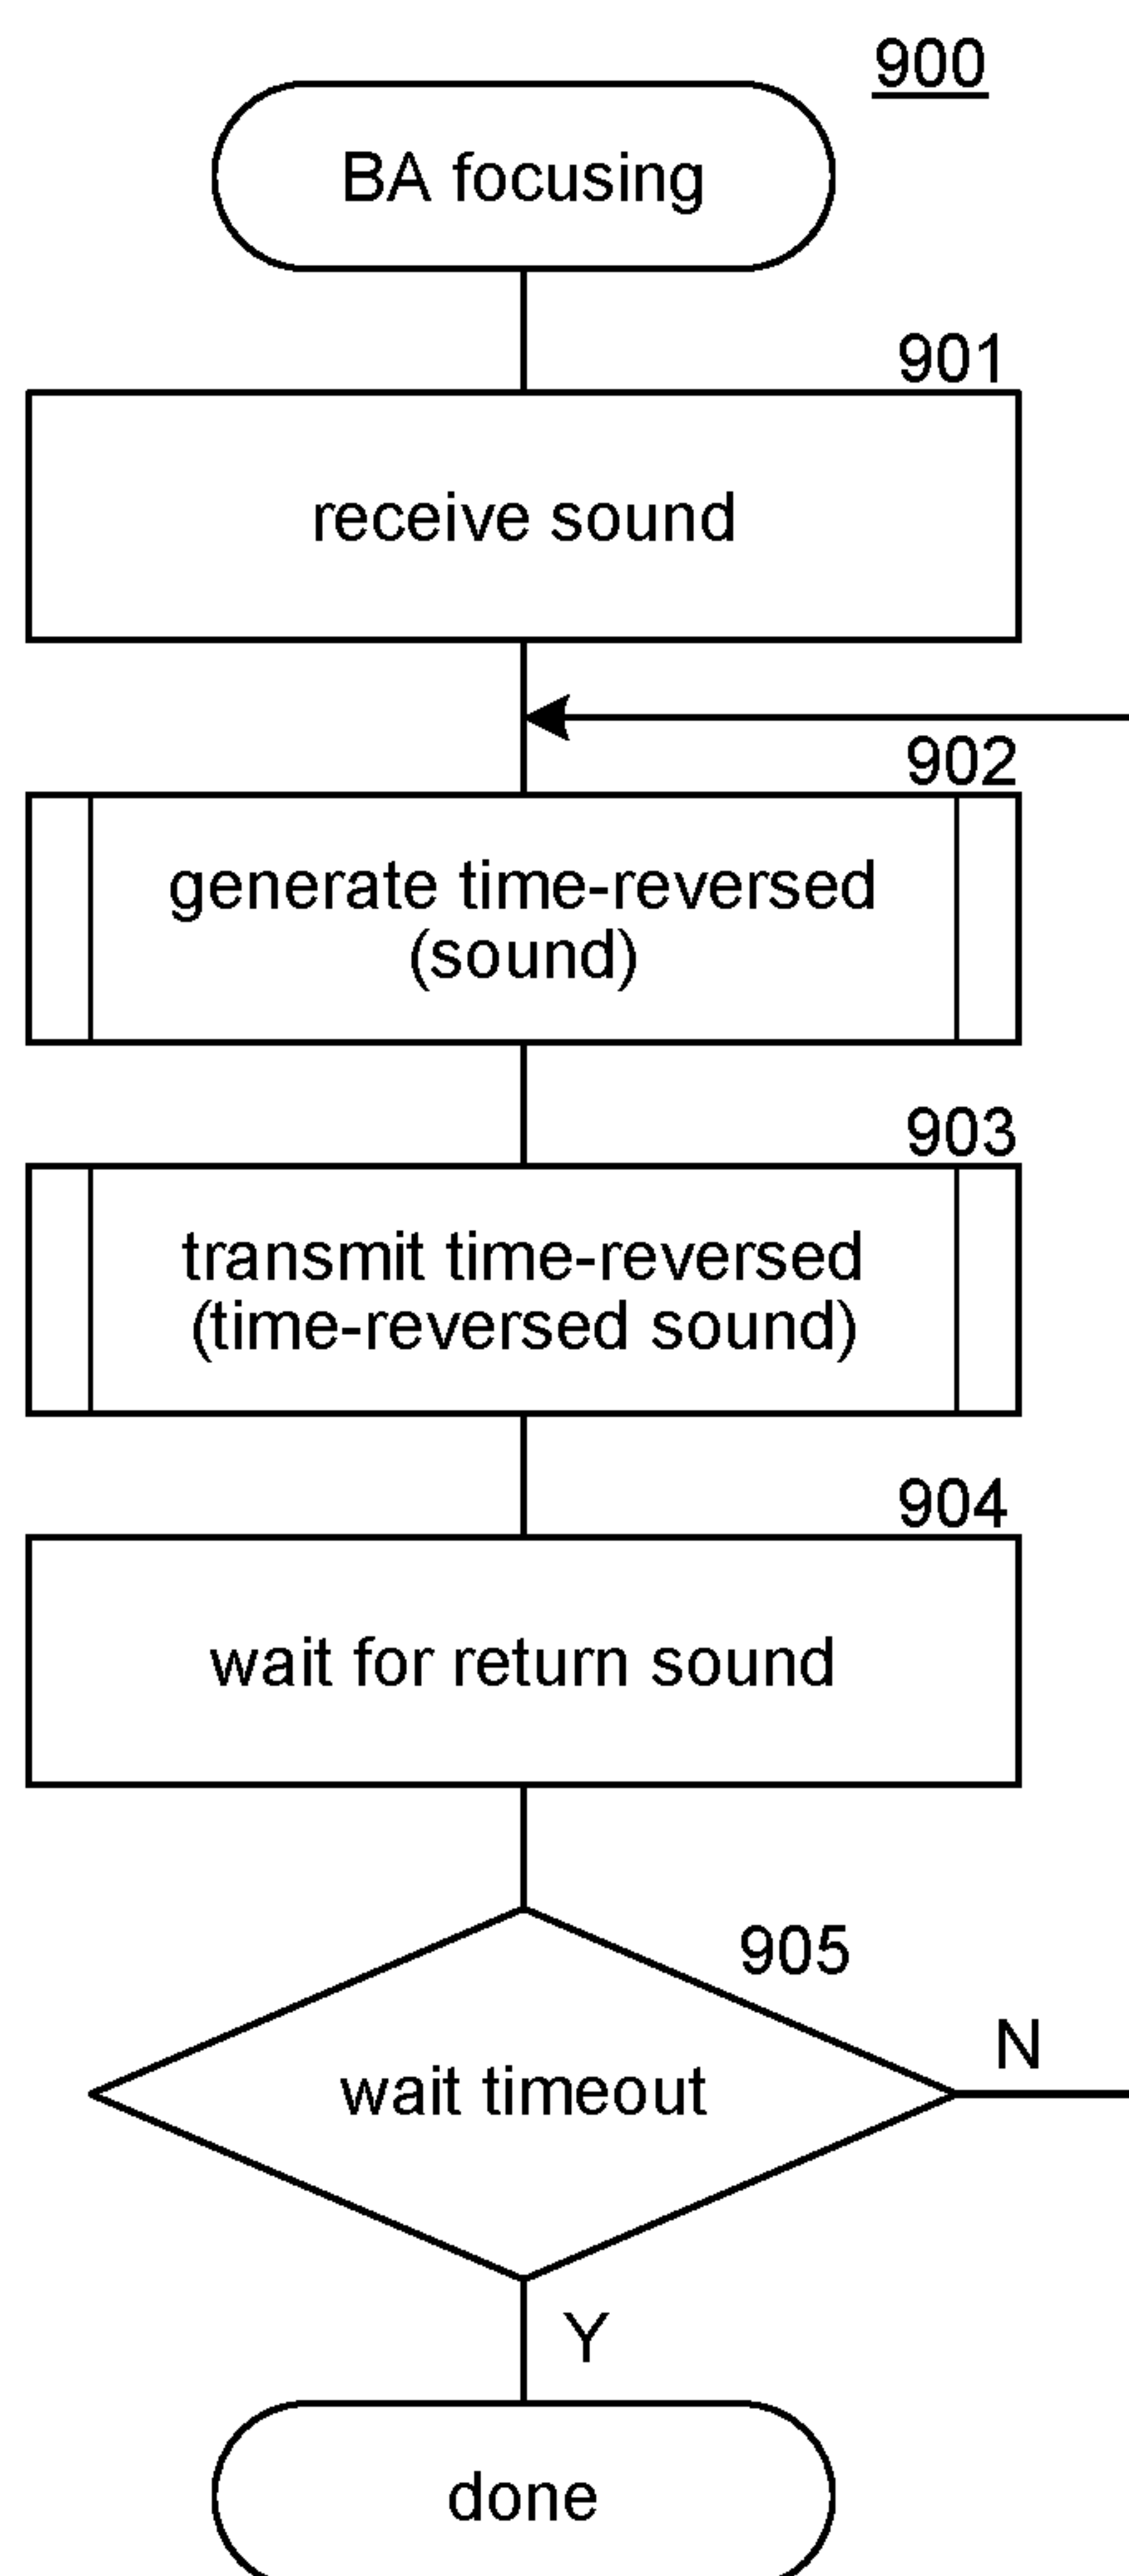 900
BA focusing
901
receive sound
902
generate time-reversed
(sound)
903
transmit time-reversed
(time-reversed sound)
904
wait for return sound
905
wait timeout
N
Y
done